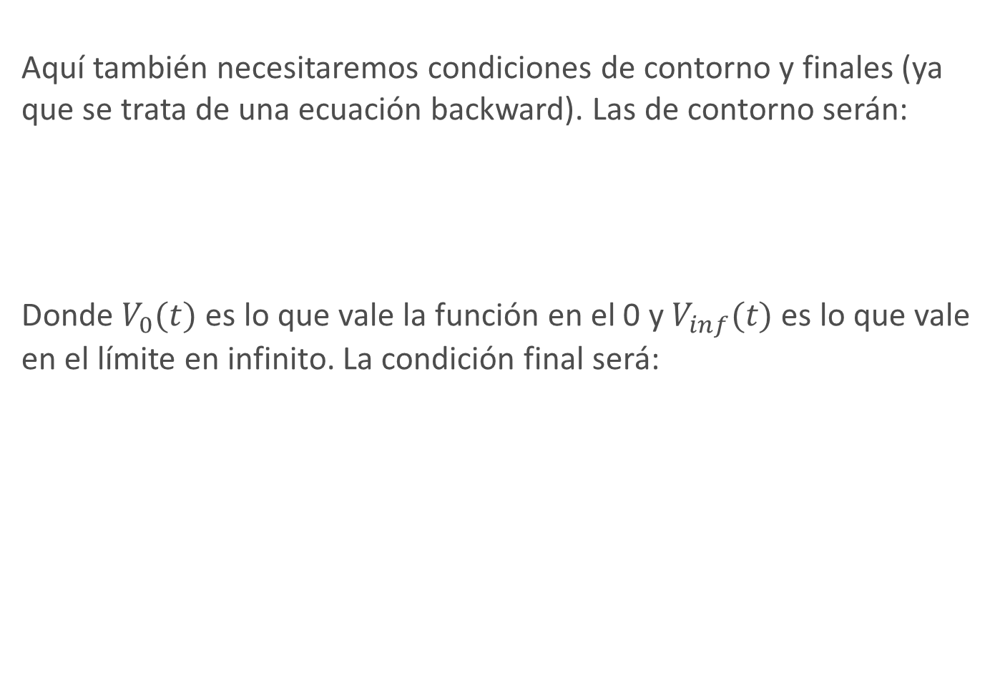 Aquí también necesitaremos condiciones de contorno y finales (ya
que se trata de una ecuación backward). Las de contorno serán:
Donde $V_0(t)$ es lo que vale la función en el 0 y $V_{inf}(t)$ es lo que vale
en el límite en infinito. La condición final será: